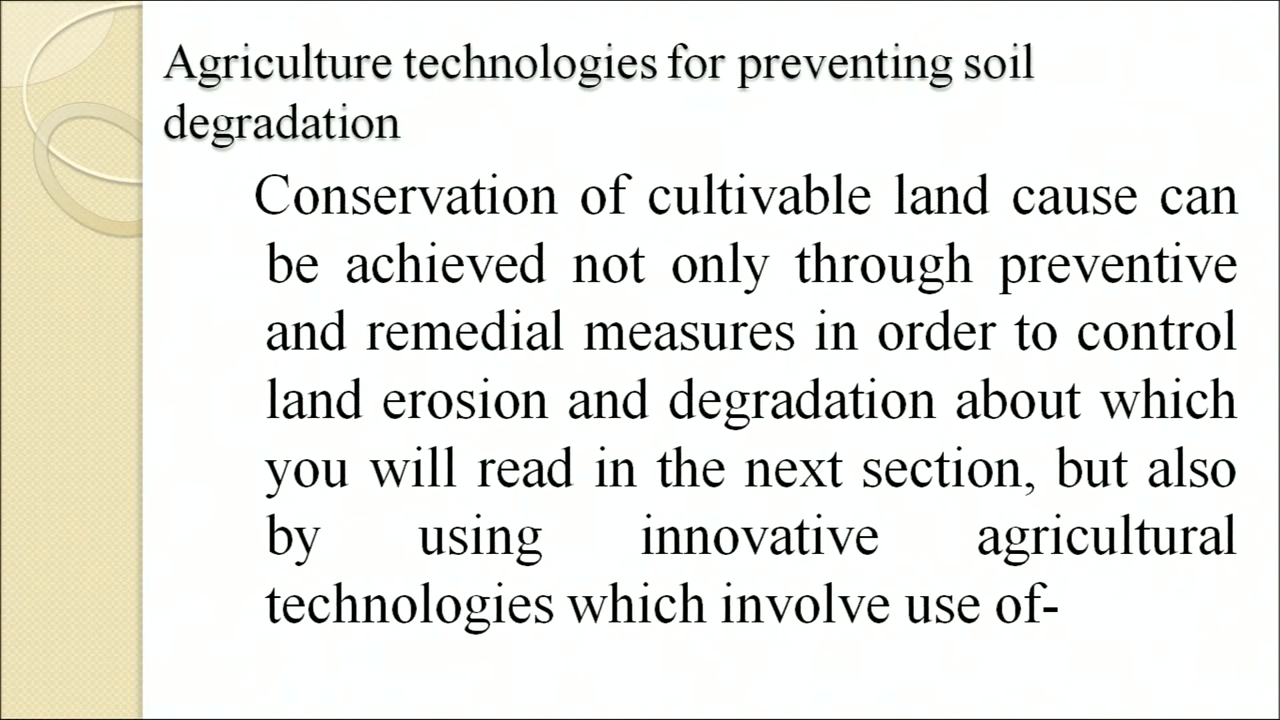 Agriculture technologies for preventing soil
degradation
Conservation of cultivable land cause can
be achieved not only through preventive
and remedial measures in order to control
land erosion and degradation about which
you will read in the next section, but also
by using innovative agricultural
technologies which involve use of-